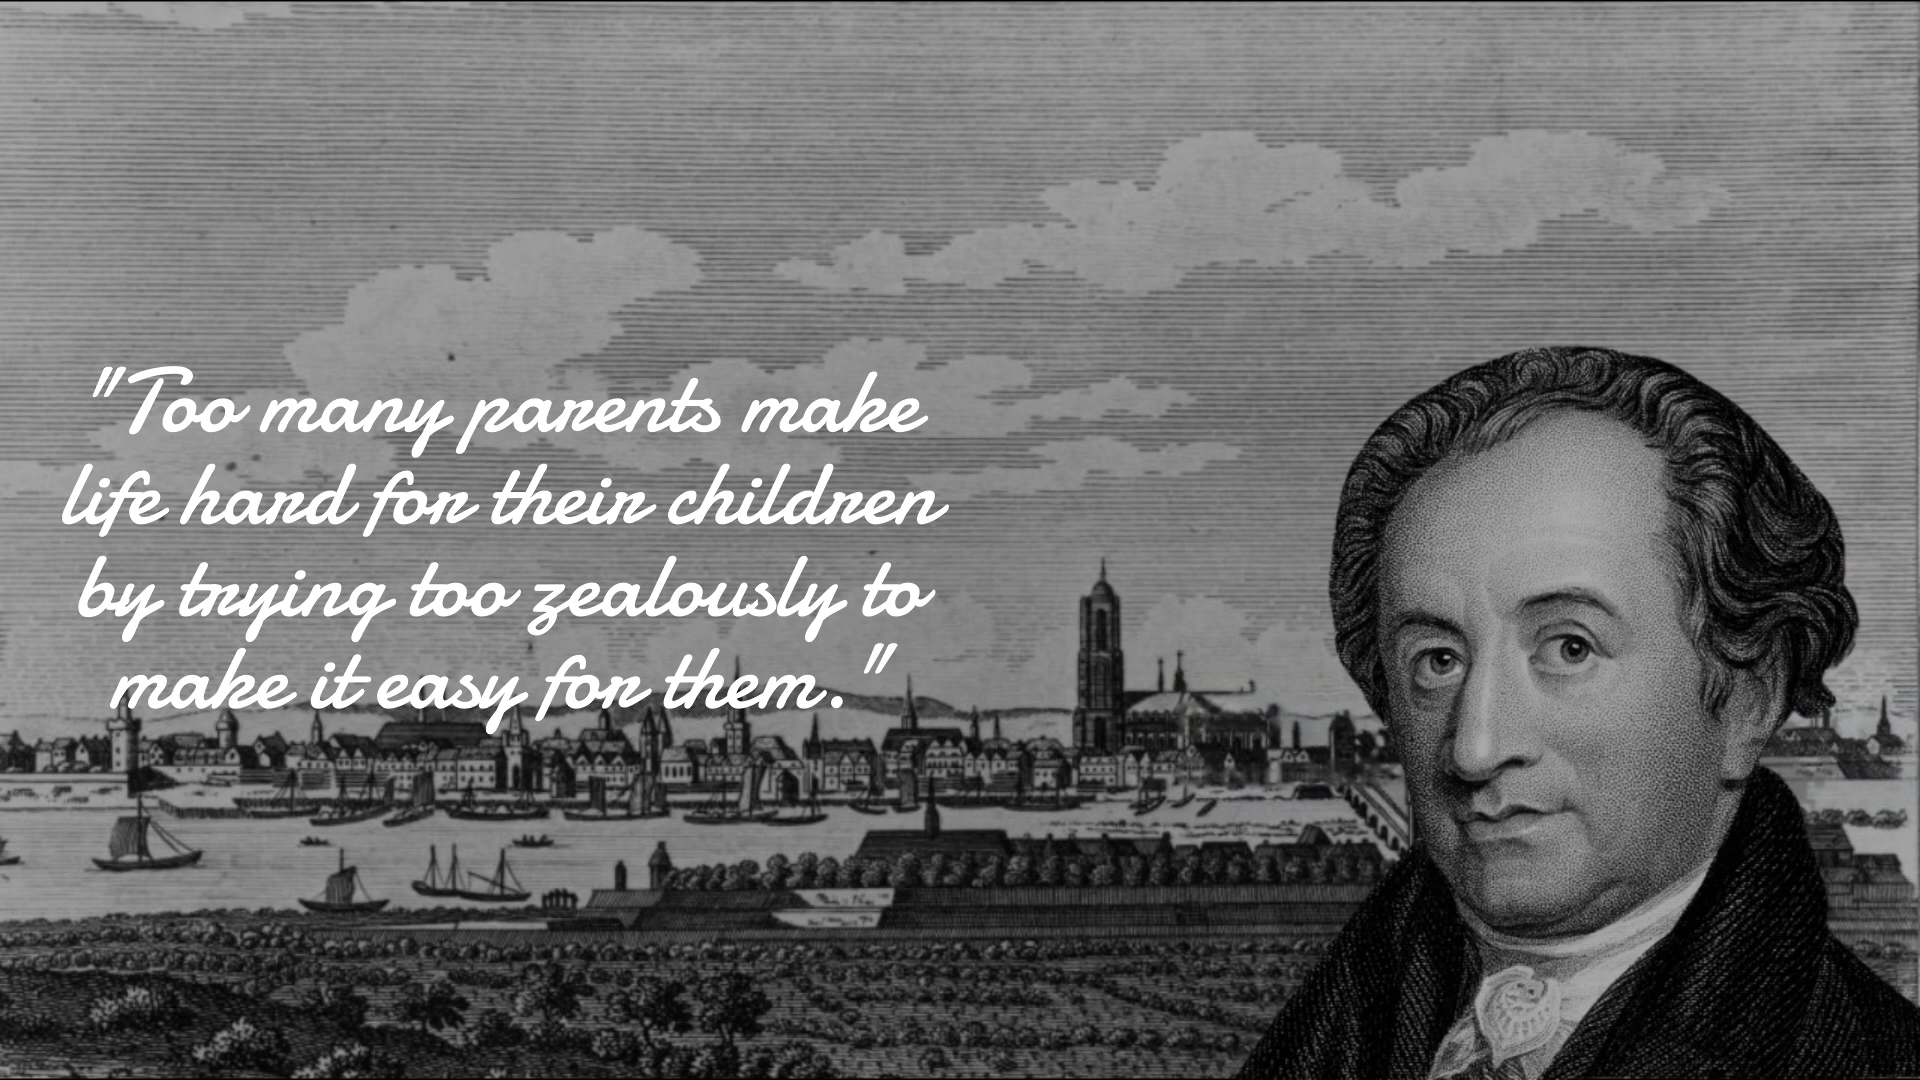 "Too many parents make
life hard for their children
by trying too zealously to
make it easy for them."